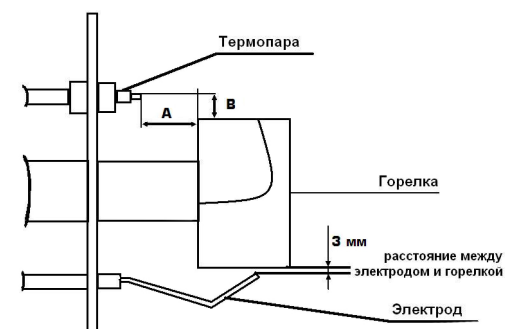 Термопара
A
B
Горелка
3 мм
расстояние между
электродом и горелкой
Электрод